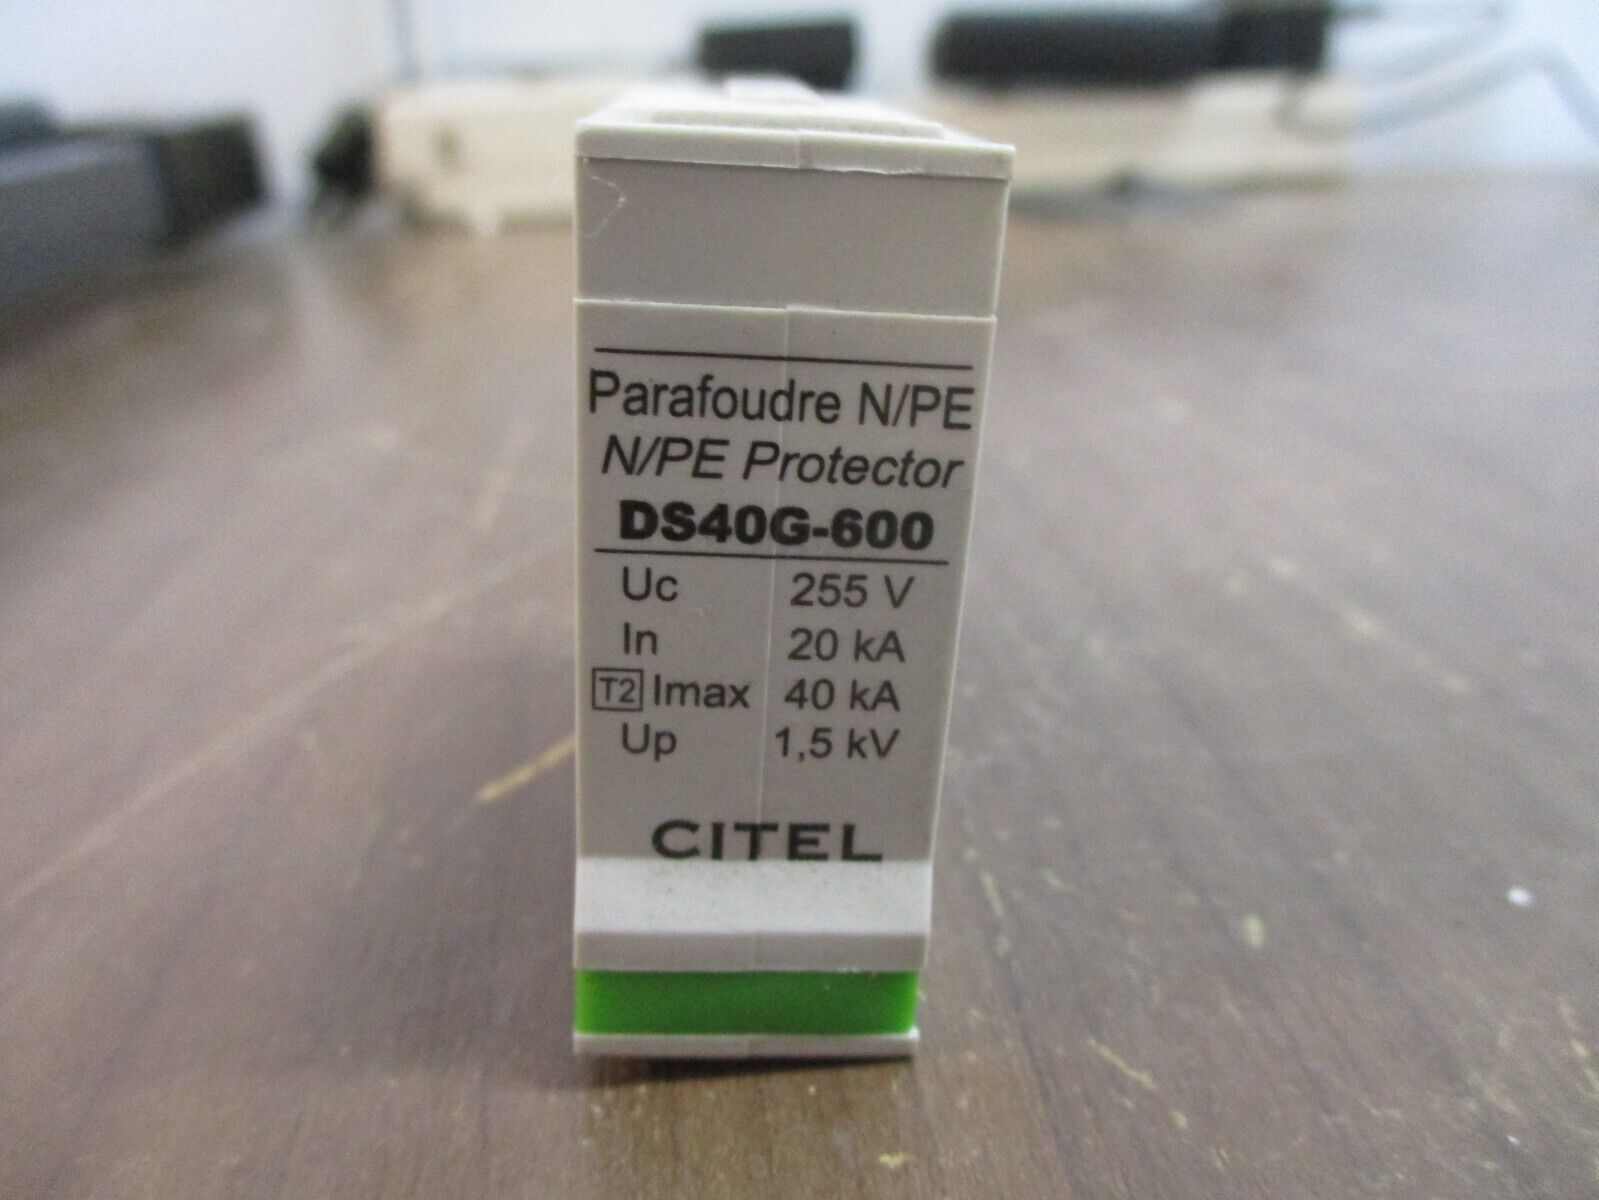 Parafoudre N/PE
N/PE Protector
DS40G-600
Uc 255 V
In 20 kA
T2 Imax 40 kA
Up 1,5 kV
CITEL